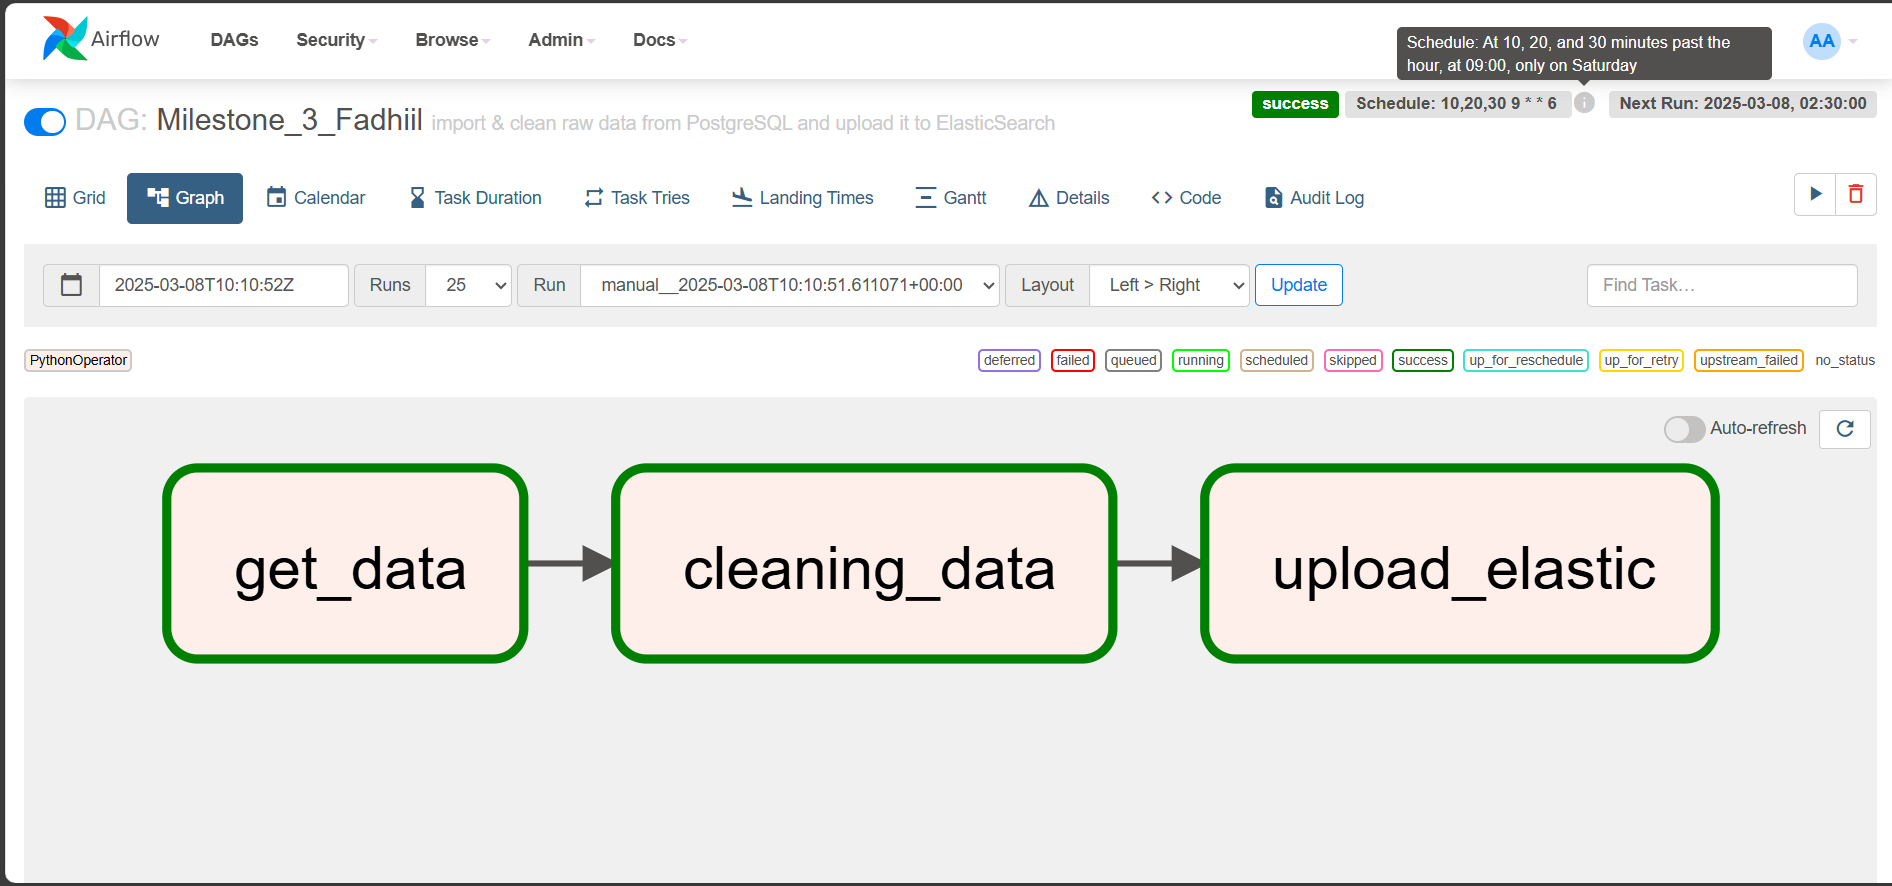 Airflow DAGs Security Browse Admin Docs
Schedule: At 10, 20, and 30 minutes past the
hour, at 09:00, only on Saturday
AA
DAG: Milestone_3_Fadhiil import & clean raw data from PostgreSQL and upload it to ElasticSearch
success Schedule: 10,20,30 9 * * 6 i Next Run: 2025-03-08, 02:30:00
Grid Graph Calendar Task Duration Task Tries Landing Times Gantt Details Code Audit Log
2025-03-08T10:10:52Z Runs 25 Run manual__2025-03-08T10:10:51.611071+00:00 Layout Left > Right Update Find Task…
PythonOperator deferred failed queued running scheduled skipped success up_for_reschedule up_for_retry upstream_failed no_status
Auto-refresh
get_data cleaning_data upload_elastic